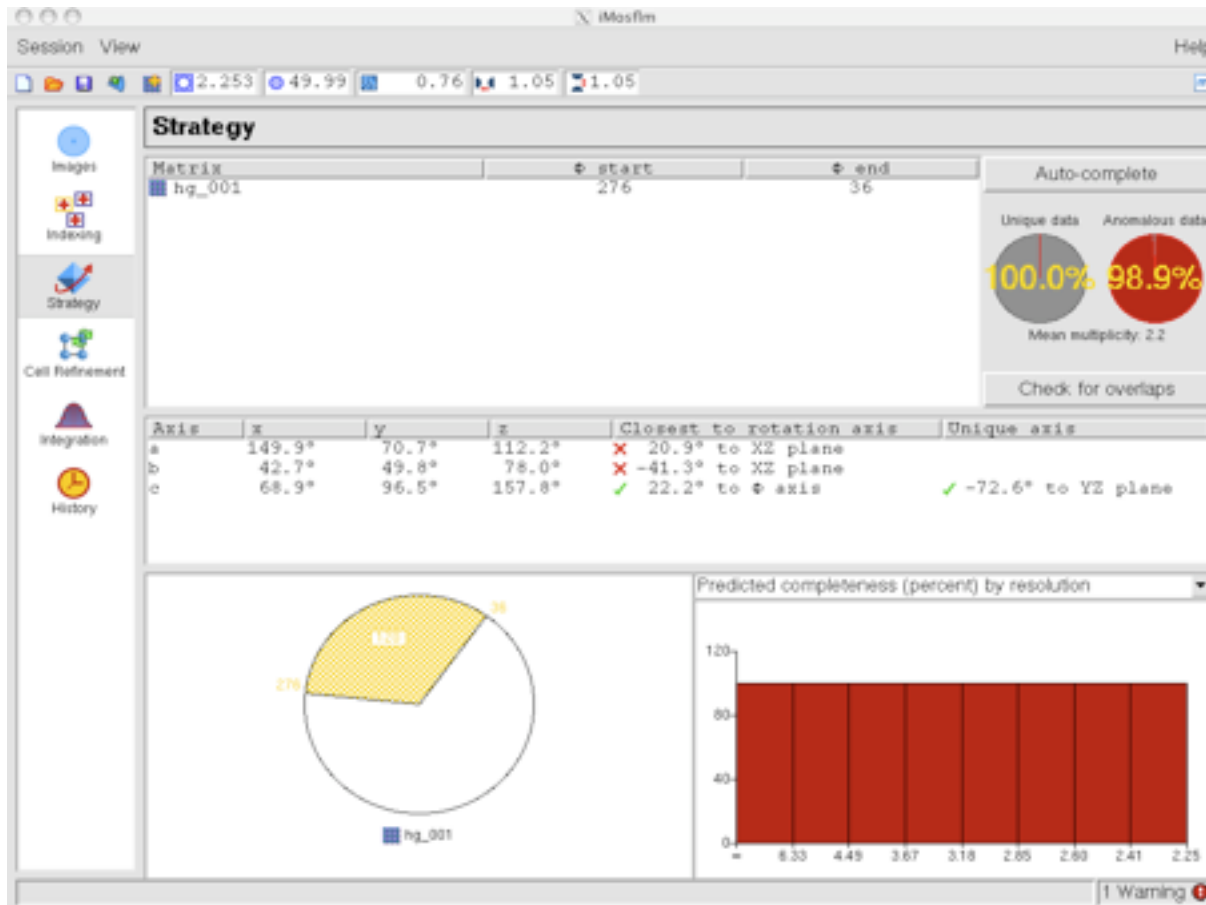 iMosflm
Session View Help
2.253 49.99 0.76 1.05 1.05
Images
Indexing
Strategy
Cell Refinement
Integration
History
Strategy
Matrix Φ start Φ end
hg_001 276 36
Auto-complete
Unique data Anomalous data
100.0% 98.9%
Mean multiplicity: 2.2
Check for overlaps
Axis x y z Closest to rotation axis Unique axis
a 149.9° 70.7° 112.2° 20.9° to XZ plane
b 42.7° 49.8° 78.0° -41.3° to XZ plane
c 68.9° 96.5° 157.8° 22.2° to Φ axis -72.6° to YZ plane
36
276
hg_001
Predicted completeness (percent) by resolution
120
80
40
0
∞ 6.33 4.49 3.67 3.18 2.85 2.60 2.41 2.25
1 Warning